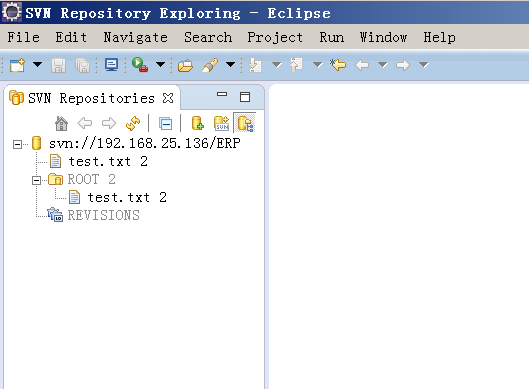 SVN Repository Exploring - Eclipse
File Edit Navigate Search Project Run Window Help
SVN Repositories
svn://192.168.25.136/ERP
test.txt 2
ROOT 2
test.txt 2
REVISIONS